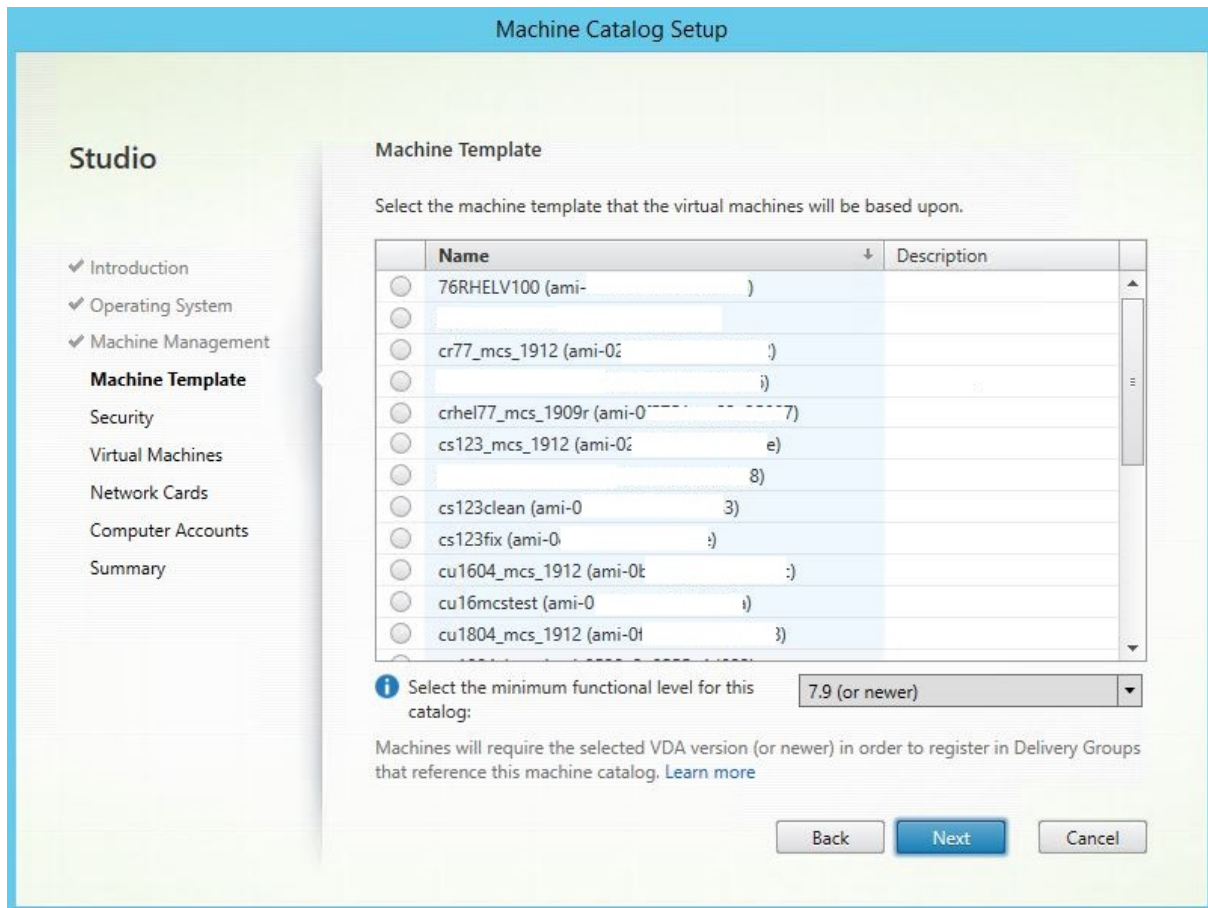 Machine Catalog Setup
Studio
Introduction
Operating System
Machine Management
Machine Template
Security
Virtual Machines
Network Cards
Computer Accounts
Summary
Machine Template
Select the machine template that the virtual machines will be based upon.
Name Description
76RHELV100 (ami- )
cr77_mcs_1912 (ami-02 )
)
crhel77_mcs_1909r (ami-0 7)
cs123_mcs_1912 (ami-02 e)
8)
cs123clean (ami-0 3)
cs123fix (ami-0 )
cu1604_mcs_1912 (ami-0b )
cu16mcstest (ami-0 )
cu1804_mcs_1912 (ami-0f 3)
Select the minimum functional level for this
catalog:
7.9 (or newer)
Machines will require the selected VDA version (or newer) in order to register in Delivery Groups
that reference this machine catalog. Learn more
Back Next Cancel